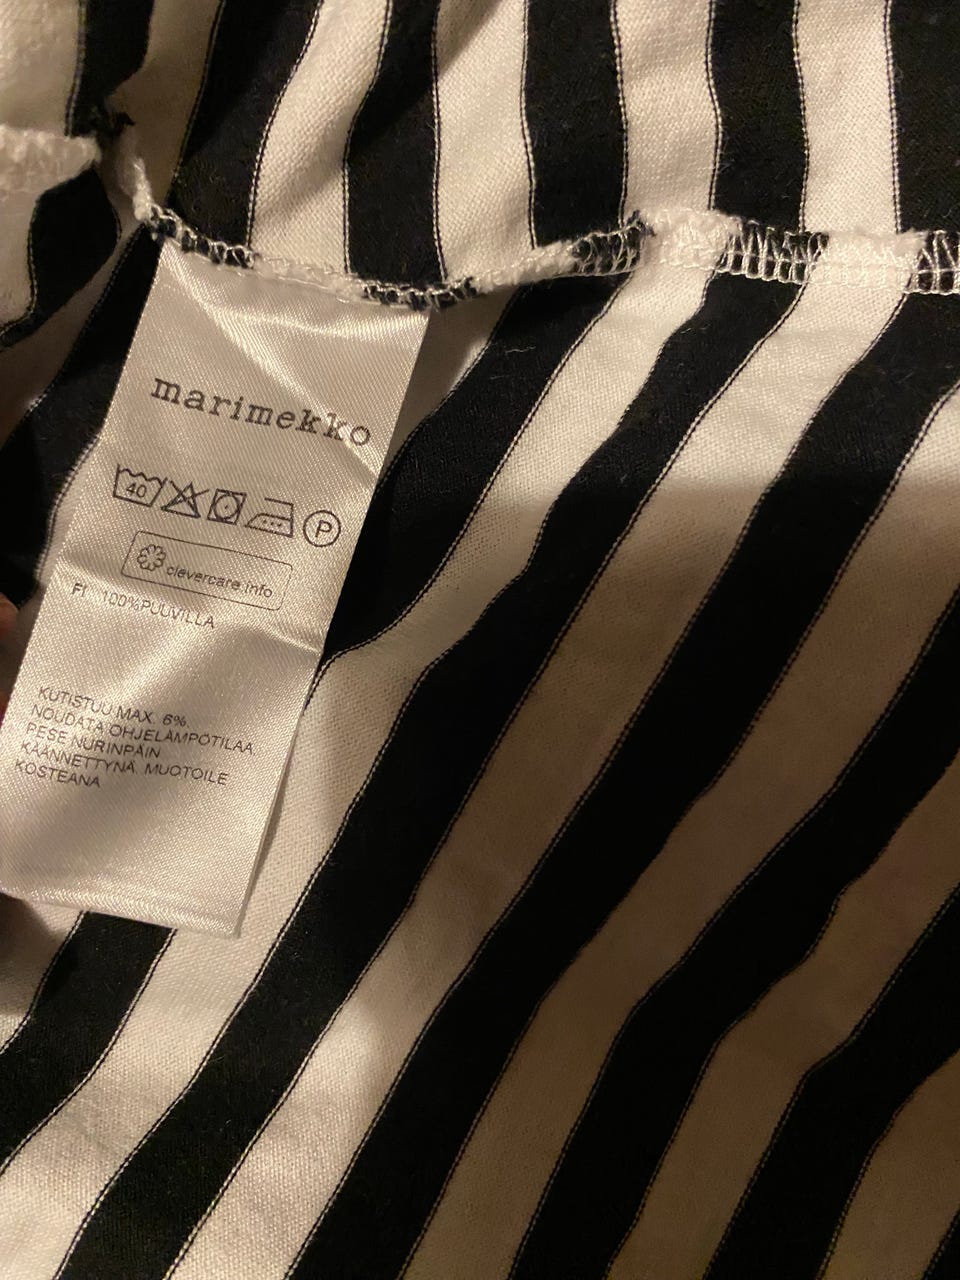 marimekko
40 P
clevercare.info
FI 100%PUUVILLA
KUTISTUU MAX. 6%
NOUDATA OHJELÄMPÖTILAA
PESE NURINPÄIN
KÄÄNNETTYNÄ. MUOTOILE
KOSTEANA